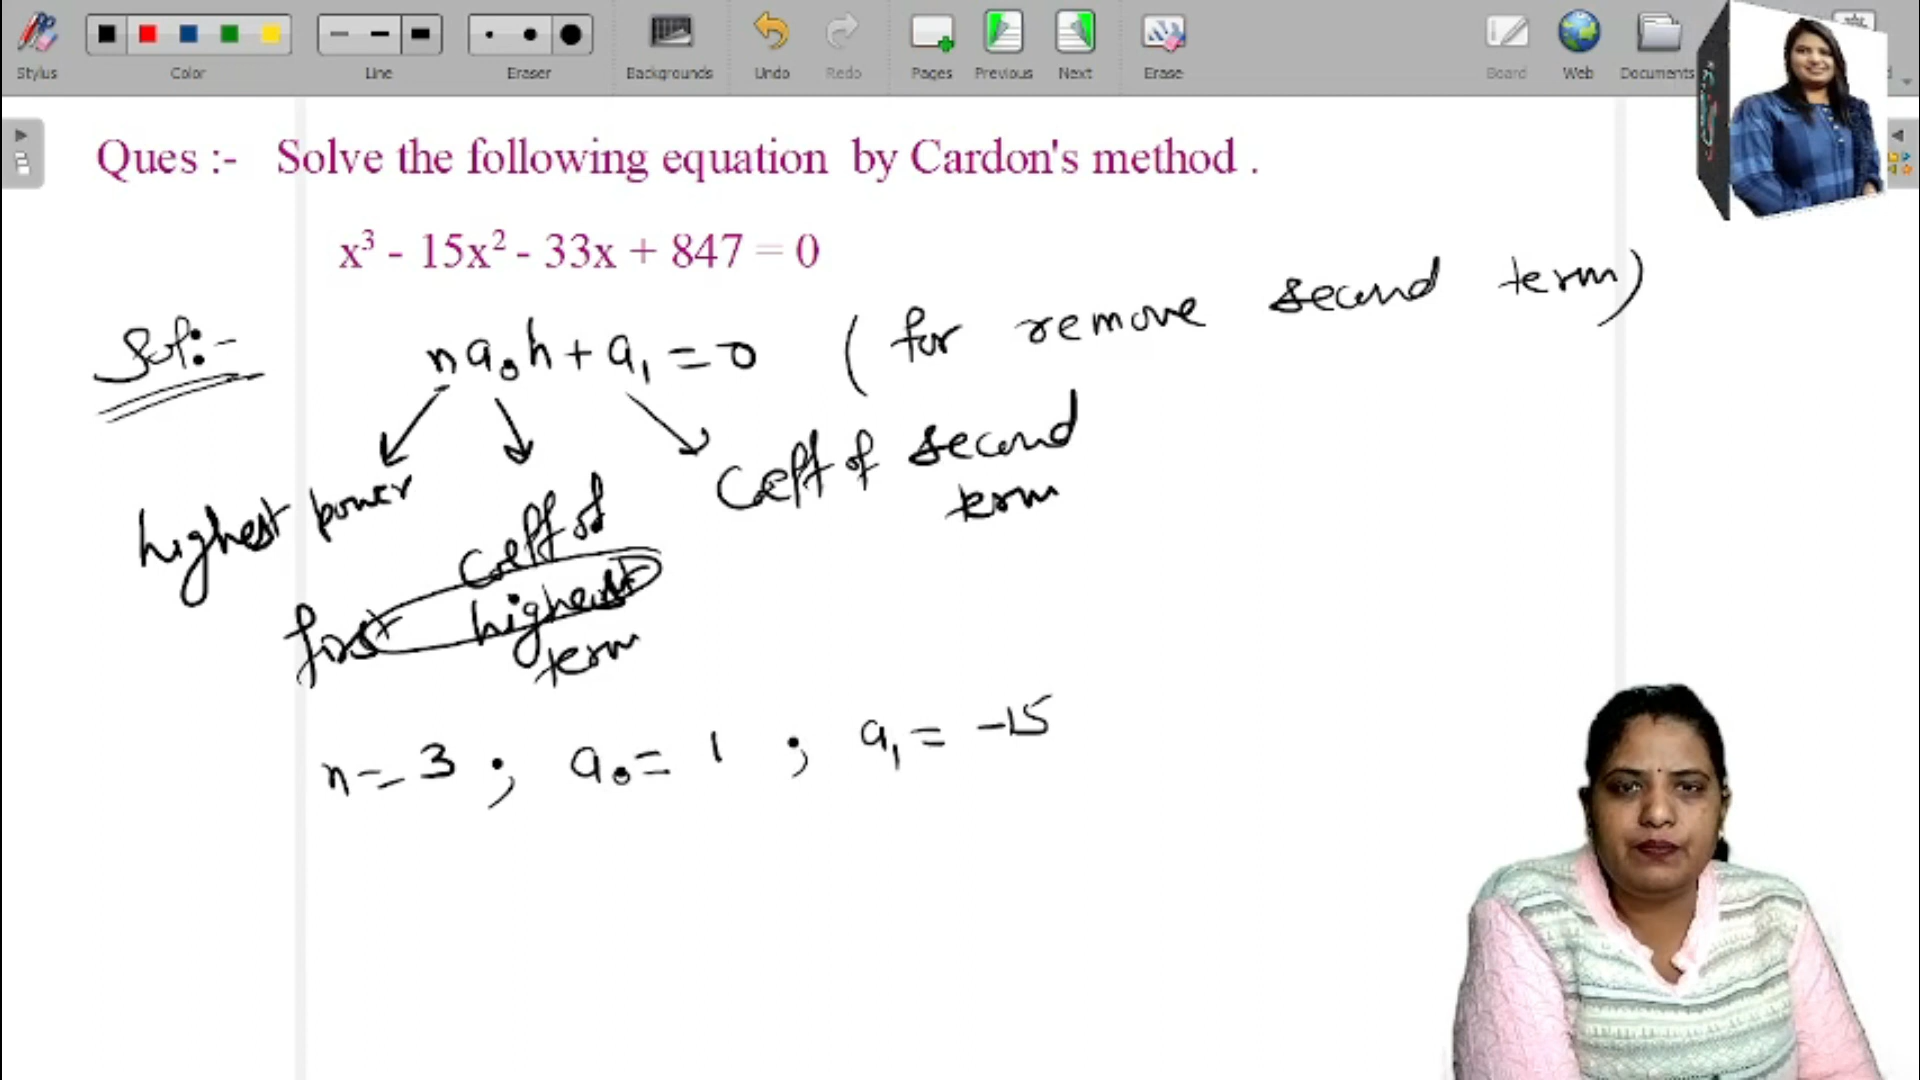 Stylus
Color
Line
Eraser
Backgrounds
Undo
Redo
Pages
Previous
Next
Erase
Board
Web
Documents
Ques :- Solve the following equation by Cardon's method .
x³ - 15x² - 33x + 847 = 0
Sol:-
na₀h + a₁ = 0 (for remove second term)
highest power
coeff of
highest
term
first
Coeff of second
term
n = 3 ; a₀ = 1 ; a₁ = -15